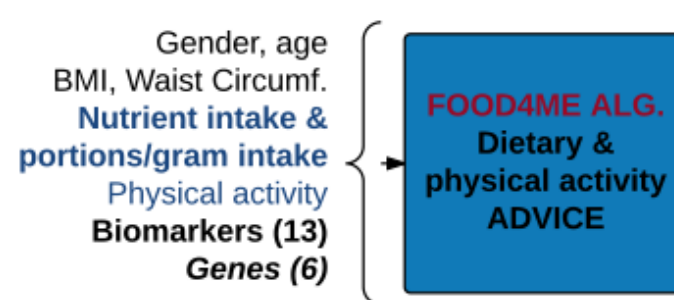 Gender, age
BMI, Waist Circumf.
Nutrient intake &
portions/gram intake
Physical activity
Biomarkers (13)
Genes (6)
FOOD4ME ALG.
Dietary &
physical activity
ADVICE